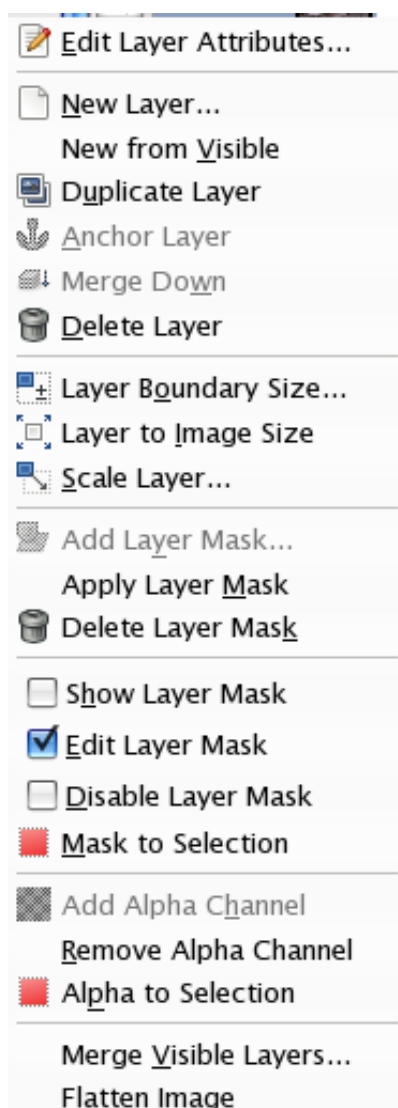 Edit Layer Attributes...
New Layer...
New from Visible
Duplicate Layer
Anchor Layer
Merge Down
Delete Layer
Layer Boundary Size...
Layer to Image Size
Scale Layer...
Add Layer Mask...
Apply Layer Mask
Delete Layer Mask
Show Layer Mask
Edit Layer Mask
Disable Layer Mask
Mask to Selection
Add Alpha Channel
Remove Alpha Channel
Alpha to Selection
Merge Visible Layers...
Flatten Image